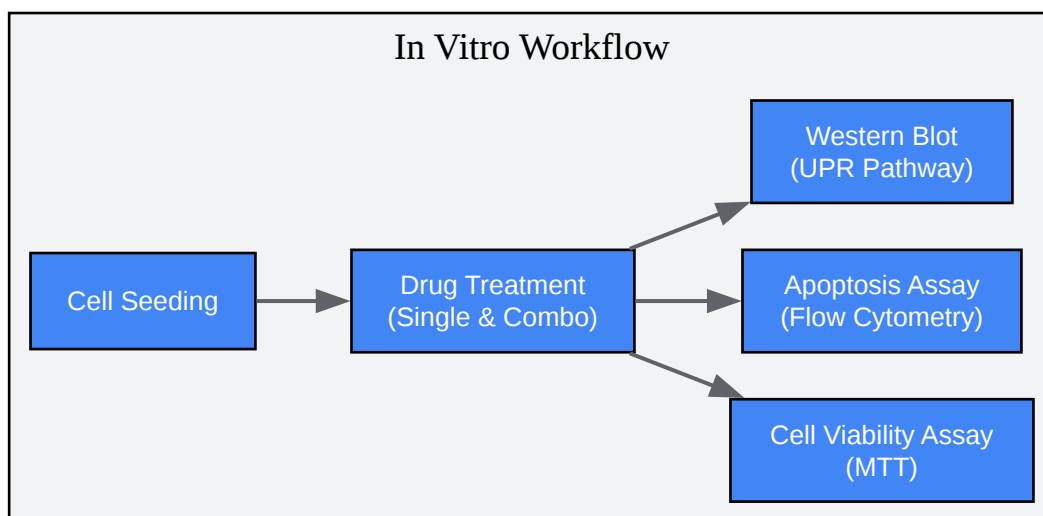 In Vitro Workflow
Cell Seeding
Drug Treatment
(Single & Combo)
Western Blot
(UPR Pathway)
Apoptosis Assay
(Flow Cytometry)
Cell Viability Assay
(MTT)